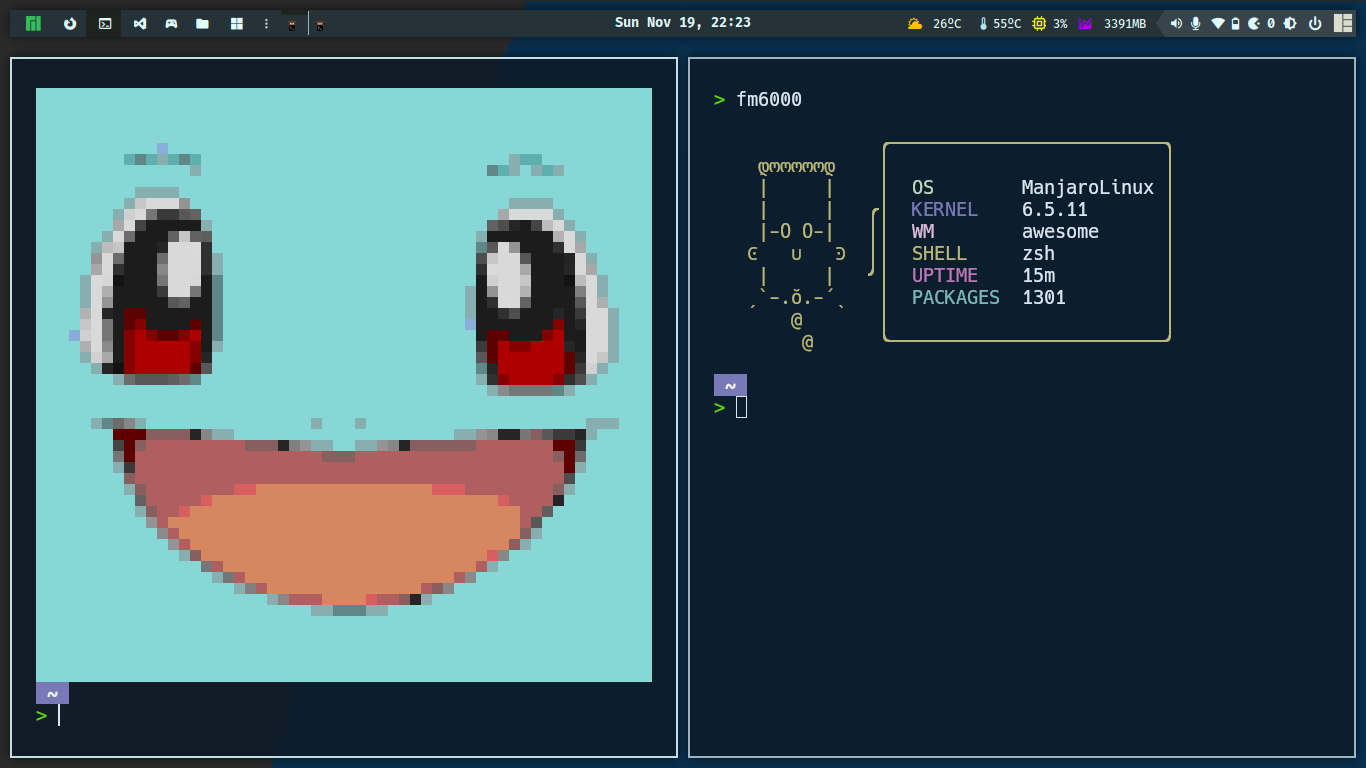 Sun Nov 19, 22:23
26ºC 55ºC 3% 3391MB 0
> fm6000
OS ManjaroLinux
KERNEL 6.5.11
WM awesome
SHELL zsh
UPTIME 15m
PACKAGES 1301
~
>
~
>